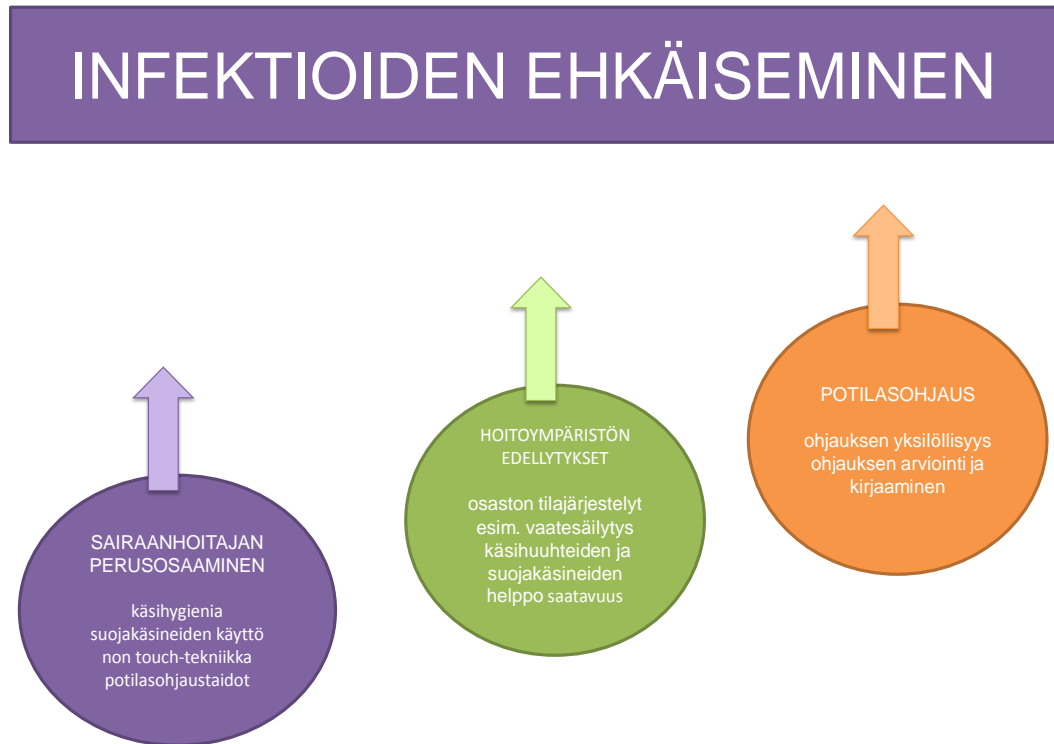 INFEKTIOIDEN EHKÄISEMINEN
SAIRAANHOITAJAN
PERUSOSAAMINEN
käsihygienia
suojakäsineiden käyttö
non touch-tekniikka
potilasohjaustaidot
HOITOYMPÄRISTÖN
EDELLYTYKSET
osaston tilajärjestelyt
esim. vaatesäilytys
käsihuuhteiden ja
suojakäsineiden
helppo saatavuus
POTILASOHJAUS
ohjauksen yksilöllisyys
ohjauksen arviointi ja
kirjaaminen